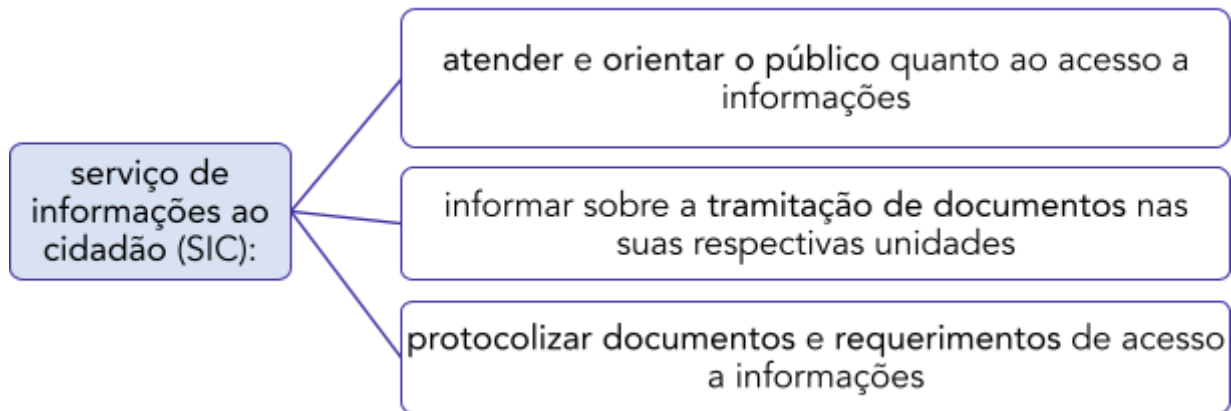 serviço de
informações ao
cidadão (SIC):
atender e orientar o público quanto ao acesso a
informações
informar sobre a tramitação de documentos nas
suas respectivas unidades
protocolizar documentos e requerimentos de acesso
a informações